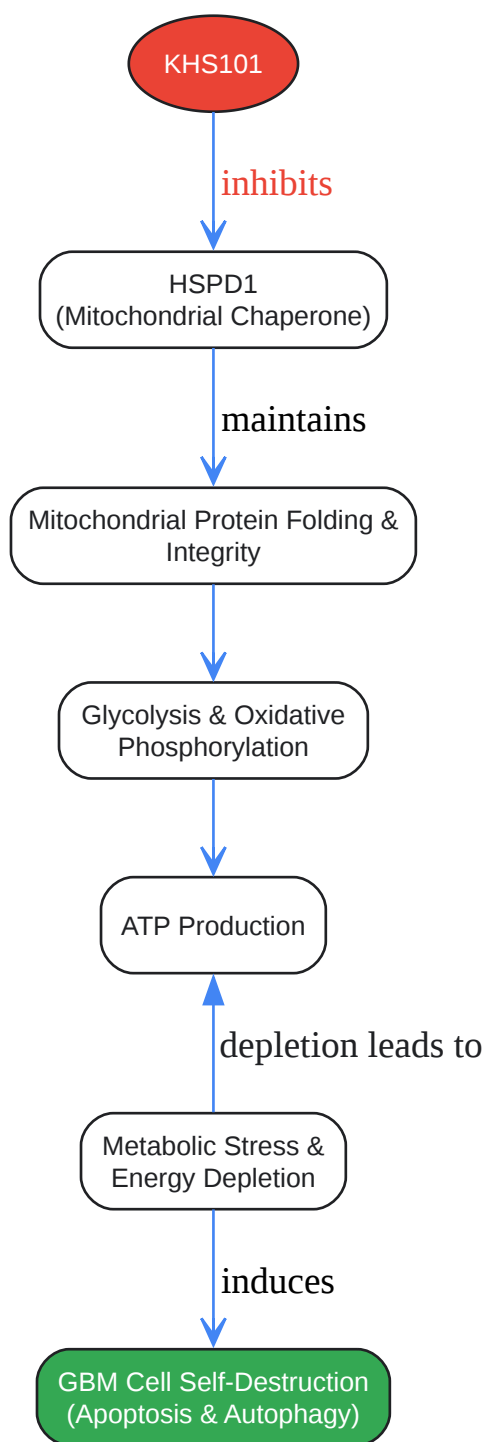 KHS101
inhibits
HSPD1
(Mitochondrial Chaperone)
maintains
Mitochondrial Protein Folding &
Integrity
Glycolysis & Oxidative
Phosphorylation
ATP Production
depletion leads to
Metabolic Stress &
Energy Depletion
induces
GBM Cell Self-Destruction
(Apoptosis & Autophagy)